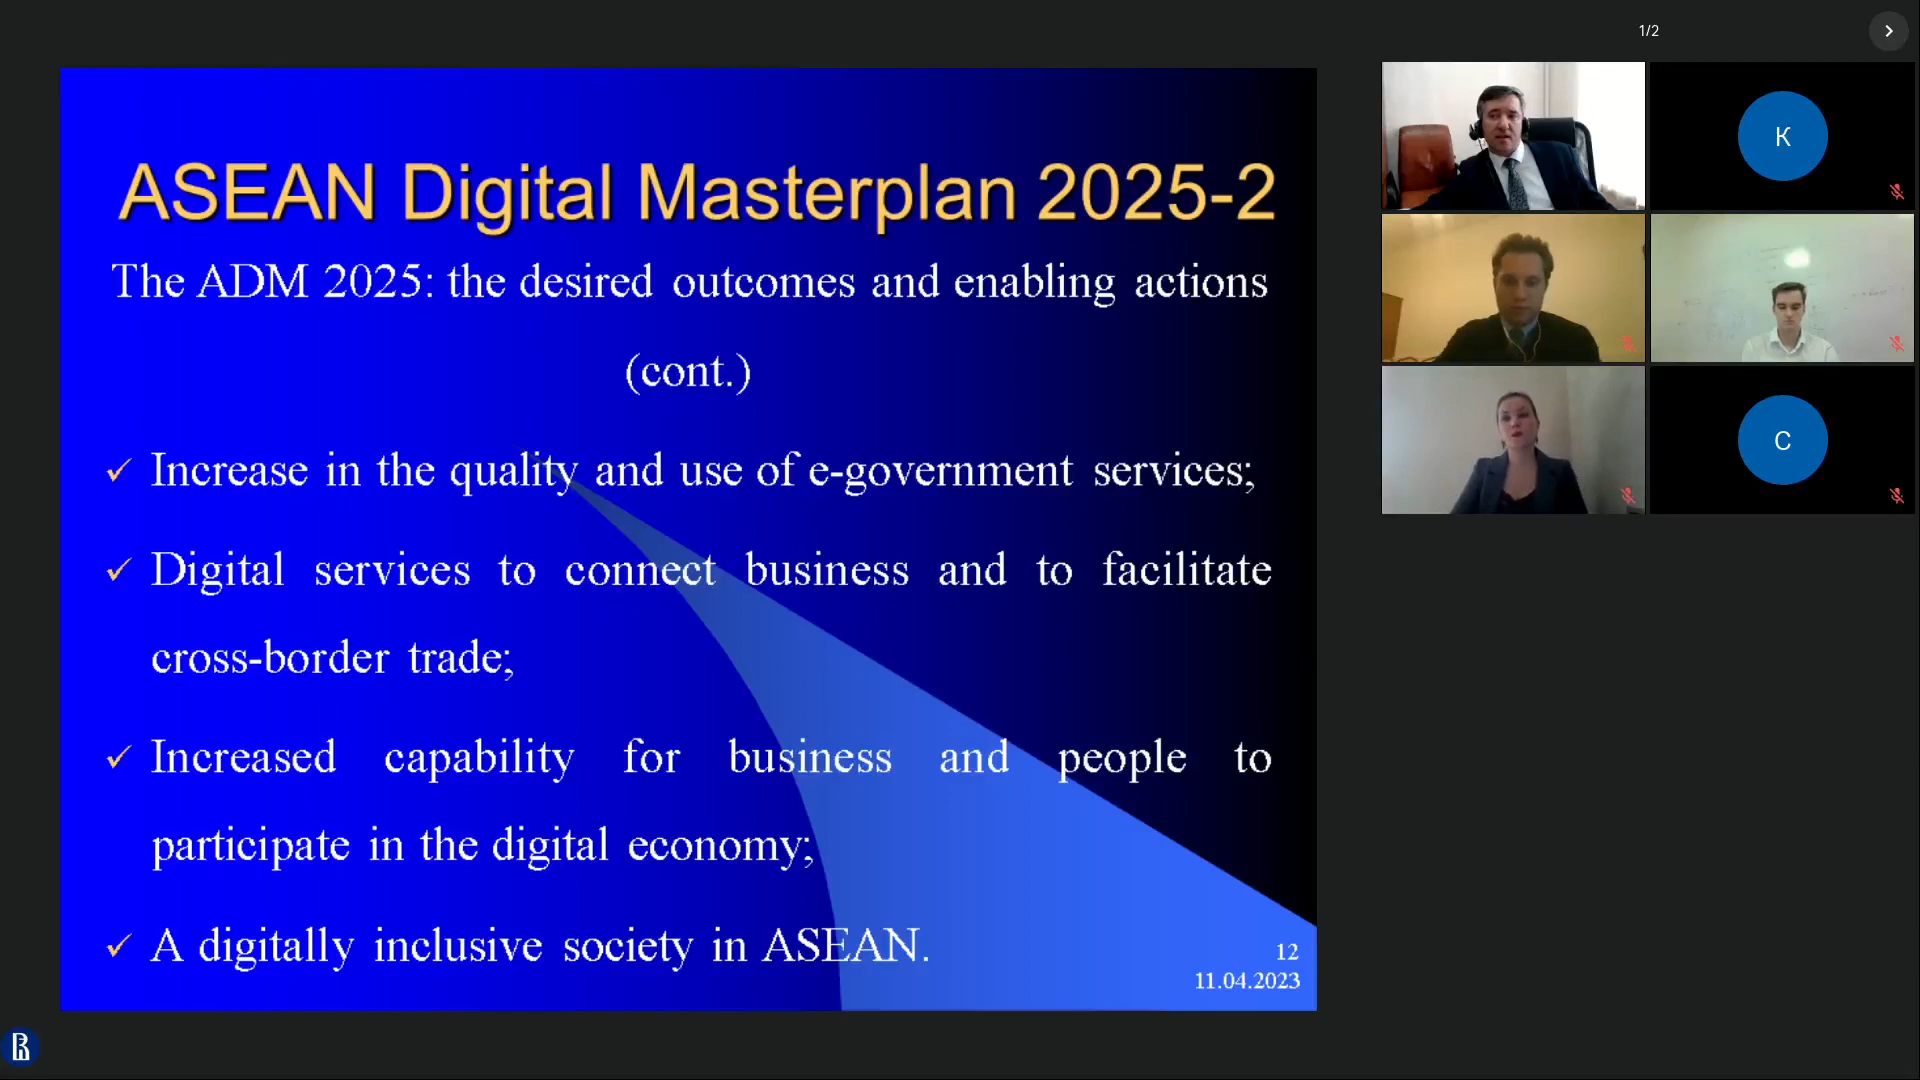 1/2
ASEAN Digital Masterplan 2025-2
The ADM 2025: the desired outcomes and enabling actions
(cont.)
✓ Increase in the quality and use of e-government services;
✓ Digital services to connect business and to facilitate
cross-border trade;
✓ Increased capability for business and people to
participate in the digital economy;
✓ A digitally inclusive society in ASEAN.
12
11.04.2023
K
C